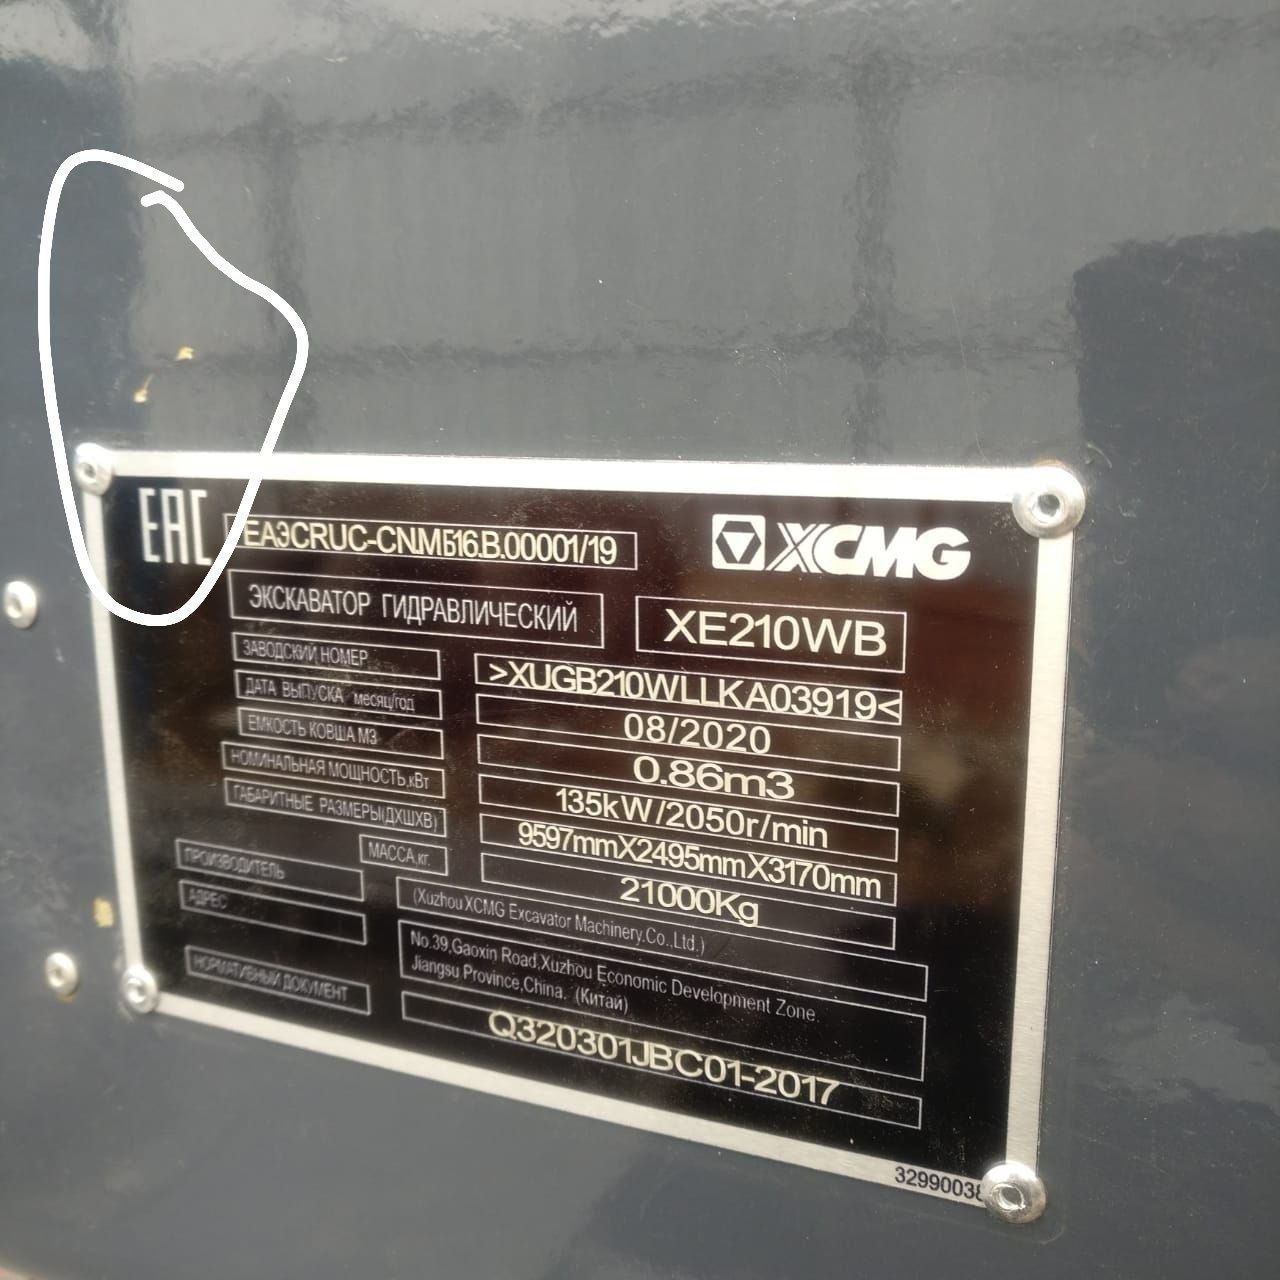 EAC
ЕАЭС RU C-CN.МБ16.В.00001/19
XCMG
ЭКСКАВАТОР ГИДРАВЛИЧЕСКИЙ
XE210WB
ЗАВОДСКИЙ НОМЕР
>XUGB210WLLKA03919<
ДАТА ВЫПУСКА месяц/год
08/2020
ЕМКОСТЬ КОВША М3
0.86m3
НОМИНАЛЬНАЯ МОЩНОСТЬ,кВт
135kW/2050r/min
ГАБАРИТНЫЕ РАЗМЕРЫ(ДХШХВ)
9597mmX2495mmX3170mm
МАССА,кг.
21000Kg
ПРОИЗВОДИТЕЛЬ
(Xuzhou XCMG Excavator Machinery.Co.,Ltd.)
АДРЕС
No.39,Gaoxin Road,Xuzhou Economic Development Zone.
Jiangsu Province,China. (Китай)
НОРМАТИВНЫЙ ДОКУМЕНТ
Q320301JBC01-2017